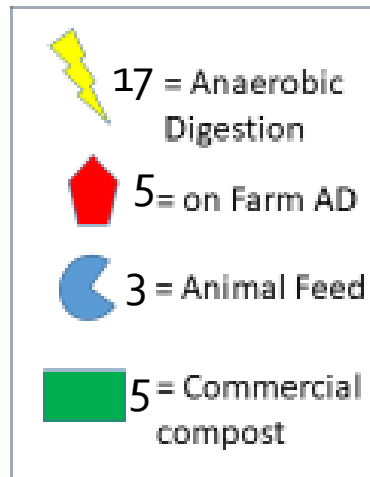 17 = Anaerobic
Digestion
5 = on Farm AD
3 = Animal Feed
5 = Commercial
compost